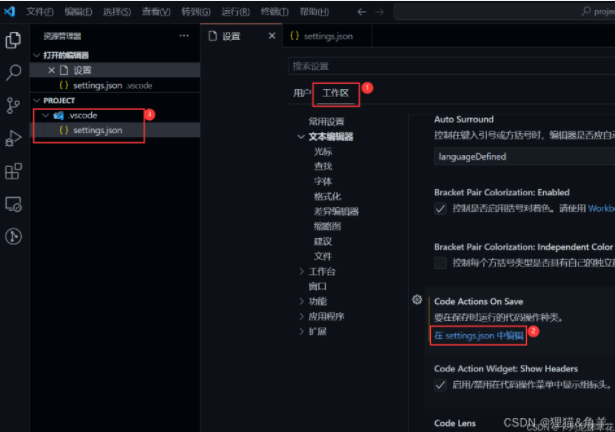 文件(F) 编辑(E) 选择(S) 查看(V) 转到(G) 运行(R) 终端(T) 帮助(H)
资源管理器
打开的编辑器
设置
settings.json .vscode
PROJECT
.vscode
3
settings.json
设置
settings.json
搜索设置
用户 工作区 1
常用设置
文本编辑器
光标
查找
字体
格式化
差异编辑器
缩略图
建议
文件
工作台
窗口
功能
应用程序
扩展
Auto Surround
控制在键入引号或方括号时，编辑器是否应自
languageDefined
Bracket Pair Colorization: Enabled
控制是否启用括号对着色。请使用 Workb
Bracket Pair Colorization: Independent Color
控制每个方括号类型是否具有自己的独立
Code Actions On Save
要在保存时运行的代码操作种类。
在 settings.json 中编辑 2
Code Action Widget: Show Headers
启用/禁用在代码操作菜单中显示组标头。
Code Lens
CSDN @狸猫&鱼羊